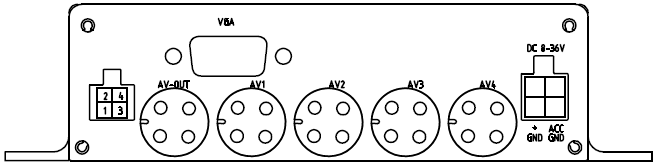 VGA
DC 8-36V
AV-OUT AV1 AV2 AV3 AV4
2 4
1 3
+ ACC
GND GND